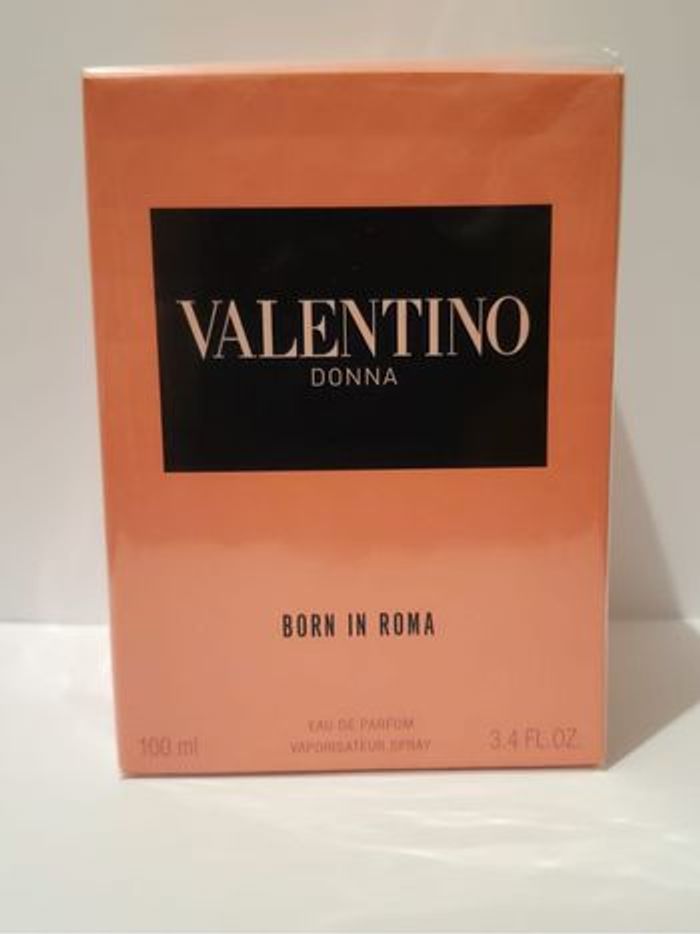 VALENTINO
DONNA
BORN IN ROMA
EAU DE PARFUM
VAPORISATEUR SPRAY
100 ml
3.4 FL.OZ.